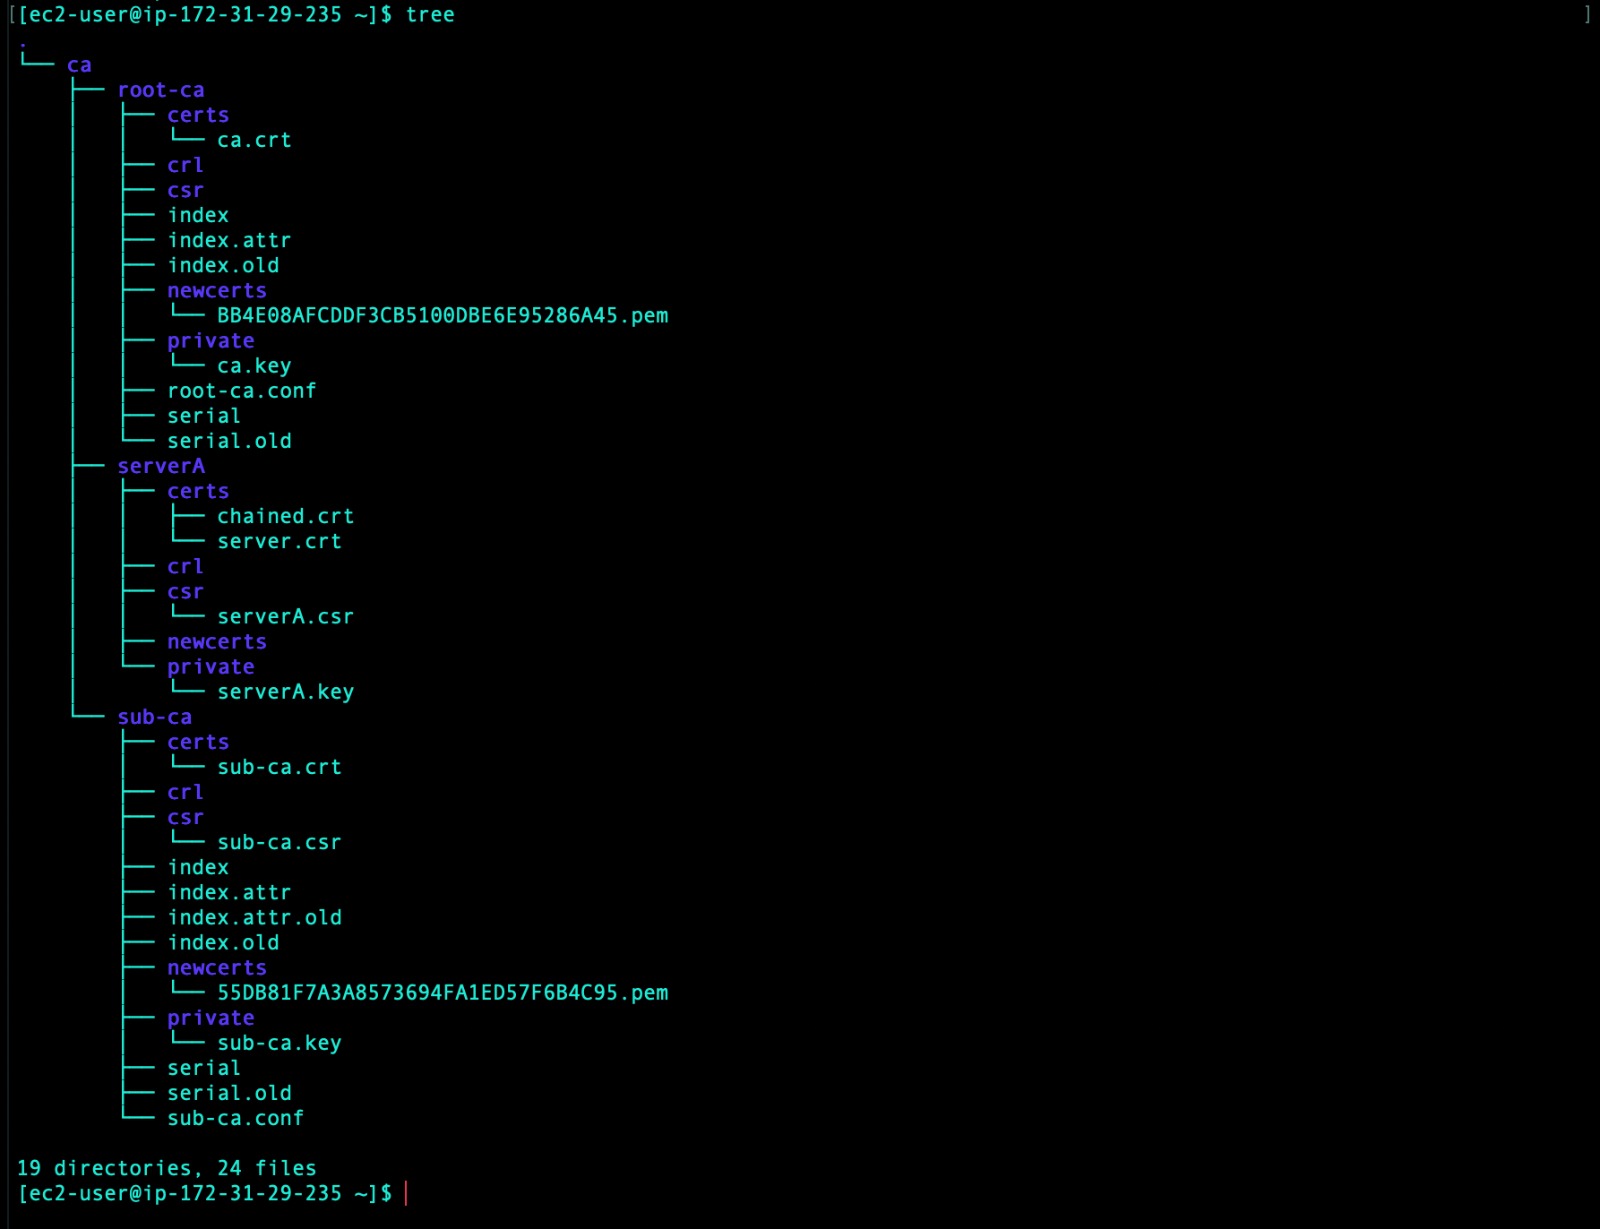 [[ec2-user@ip-172-31-29-235 ~]$ tree ]
.
└── ca
    ├── root-ca
    │   ├── certs
    │   │   └── ca.crt
    │   ├── crl
    │   ├── csr
    │   ├── index
    │   ├── index.attr
    │   ├── index.old
    │   ├── newcerts
    │   │   └── BB4E08AFCDDF3CB5100DBE6E95286A45.pem
    │   ├── private
    │   │   └── ca.key
    │   ├── root-ca.conf
    │   ├── serial
    │   └── serial.old
    ├── serverA
    │   ├── certs
    │   │   ├── chained.crt
    │   │   └── server.crt
    │   ├── crl
    │   ├── csr
    │   │   └── serverA.csr
    │   ├── newcerts
    │   └── private
    │       └── serverA.key
    └── sub-ca
        ├── certs
        │   └── sub-ca.crt
        ├── crl
        ├── csr
        │   └── sub-ca.csr
        ├── index
        ├── index.attr
        ├── index.attr.old
        ├── index.old
        ├── newcerts
        │   └── 55DB81F7A3A8573694FA1ED57F6B4C95.pem
        ├── private
        │   └── sub-ca.key
        ├── serial
        ├── serial.old
        └── sub-ca.conf

19 directories, 24 files
[ec2-user@ip-172-31-29-235 ~]$